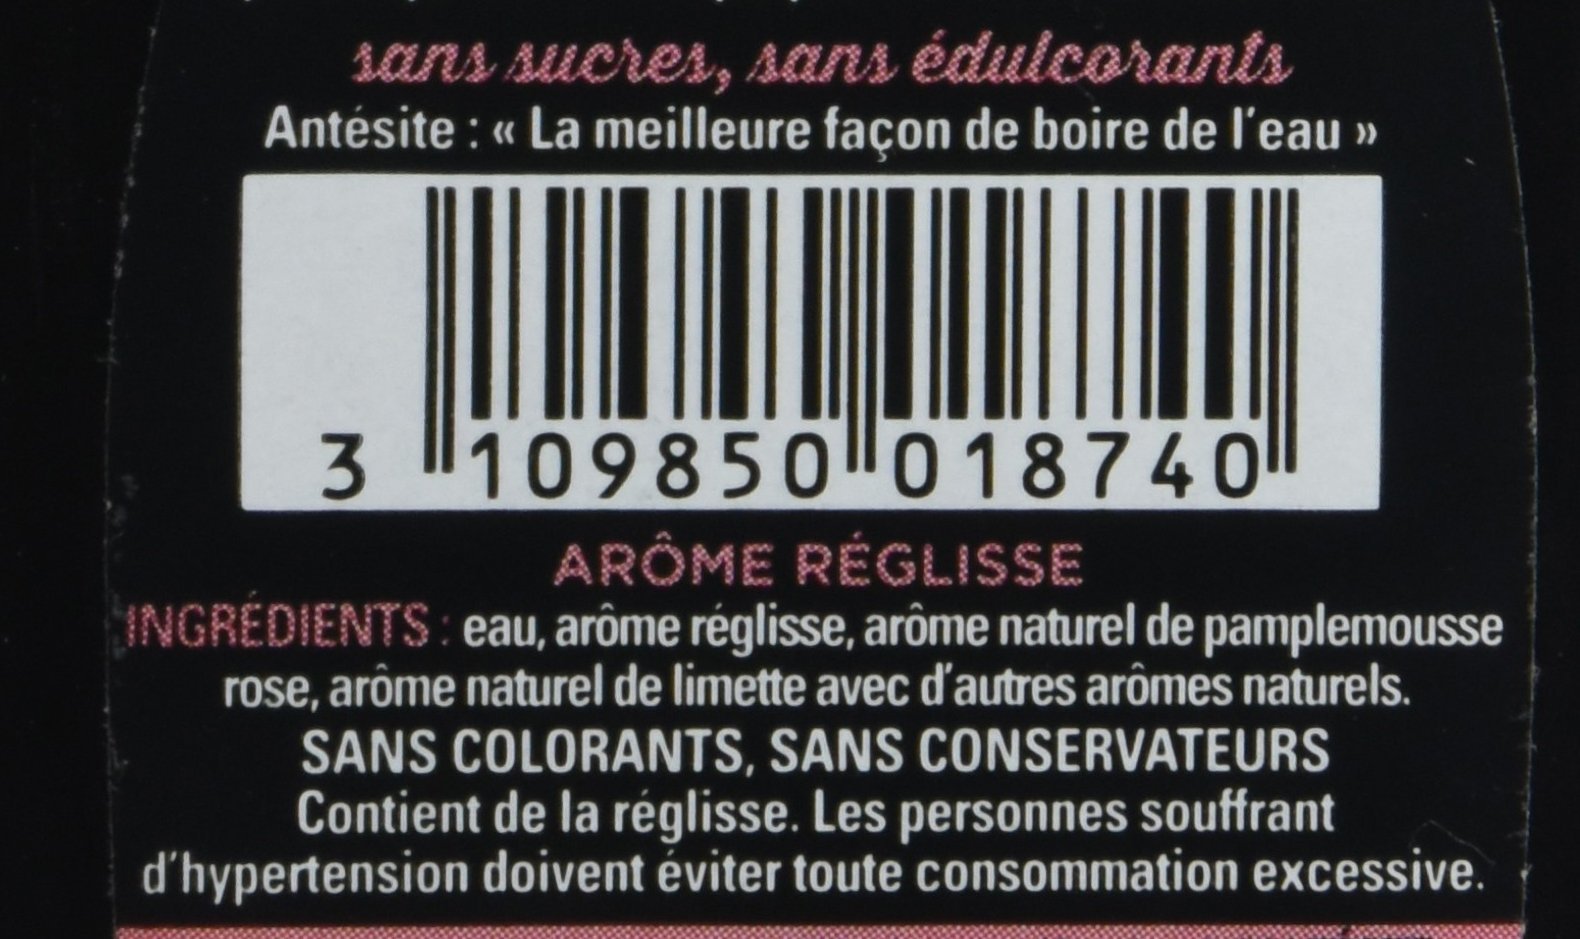 sans sucres, sans édulcorants
Antésite : « La meilleure façon de boire de l'eau »
3 109850 018740
ARÔME RÉGLISSE
INGRÉDIENTS : eau, arôme réglisse, arôme naturel de pamplemousse
rose, arôme naturel de limette avec d'autres arômes naturels.
SANS COLORANTS, SANS CONSERVATEURS
Contient de la réglisse. Les personnes souffrant
d'hypertension doivent éviter toute consommation excessive.